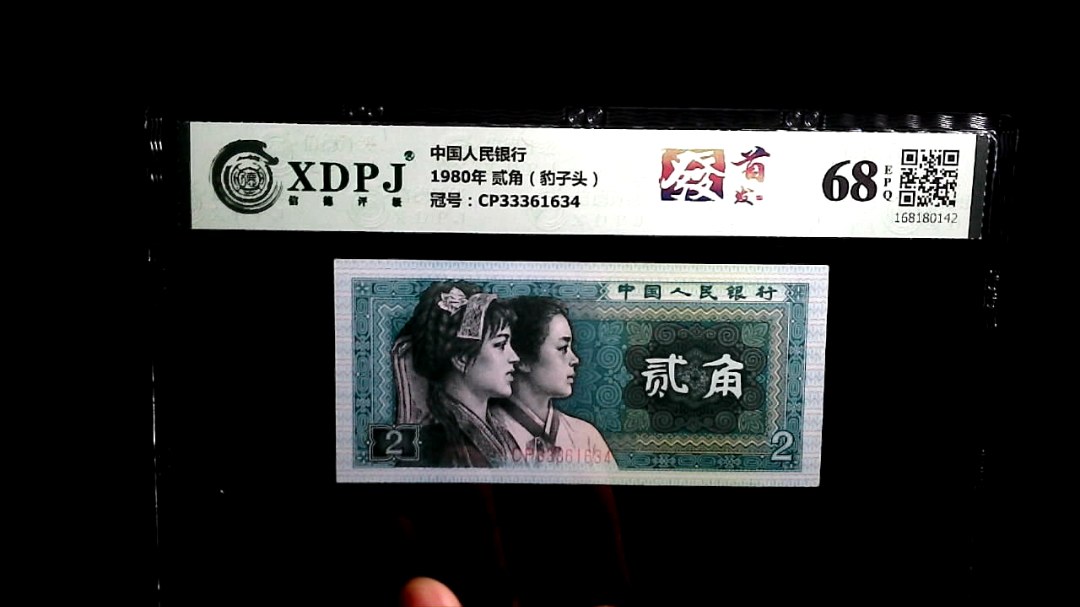 XDPJ®
信德评级
中国人民银行
1980年 贰角（豹子头）
冠号：CP33361634
發
首
发
68
EPQ
168180142
中国人民银行
贰角
2
2
CP33361634